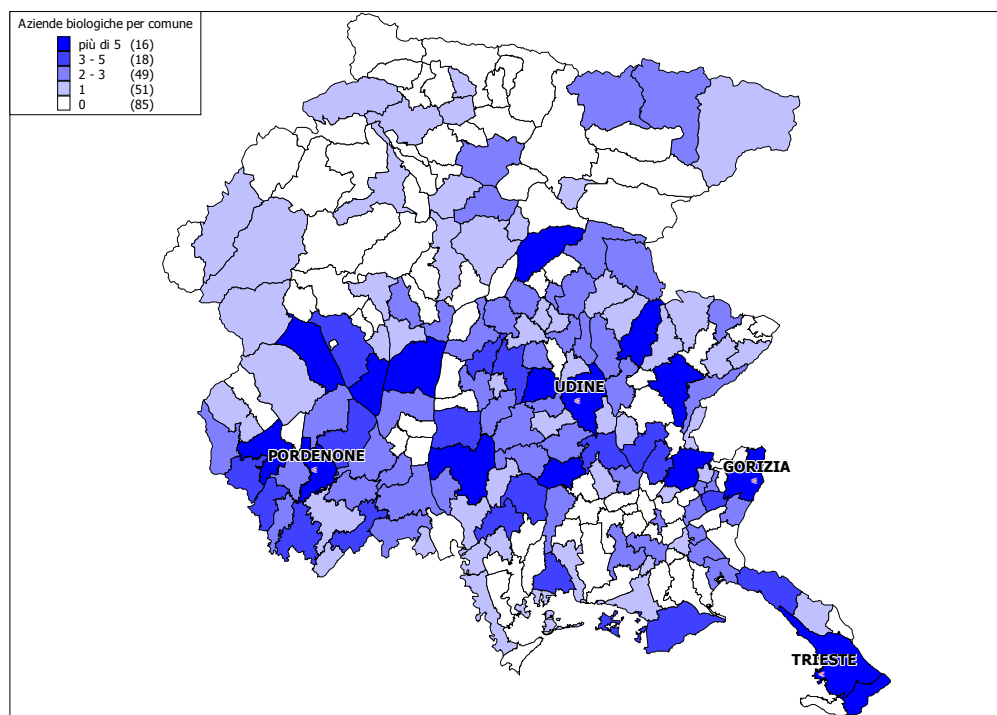 Aziende biologiche per comune
più di 5 (16)
3 - 5 (18)
2 - 3 (49)
1 (51)
0 (85)
UDINE
PORDENONE
GORIZIA
TRIESTE